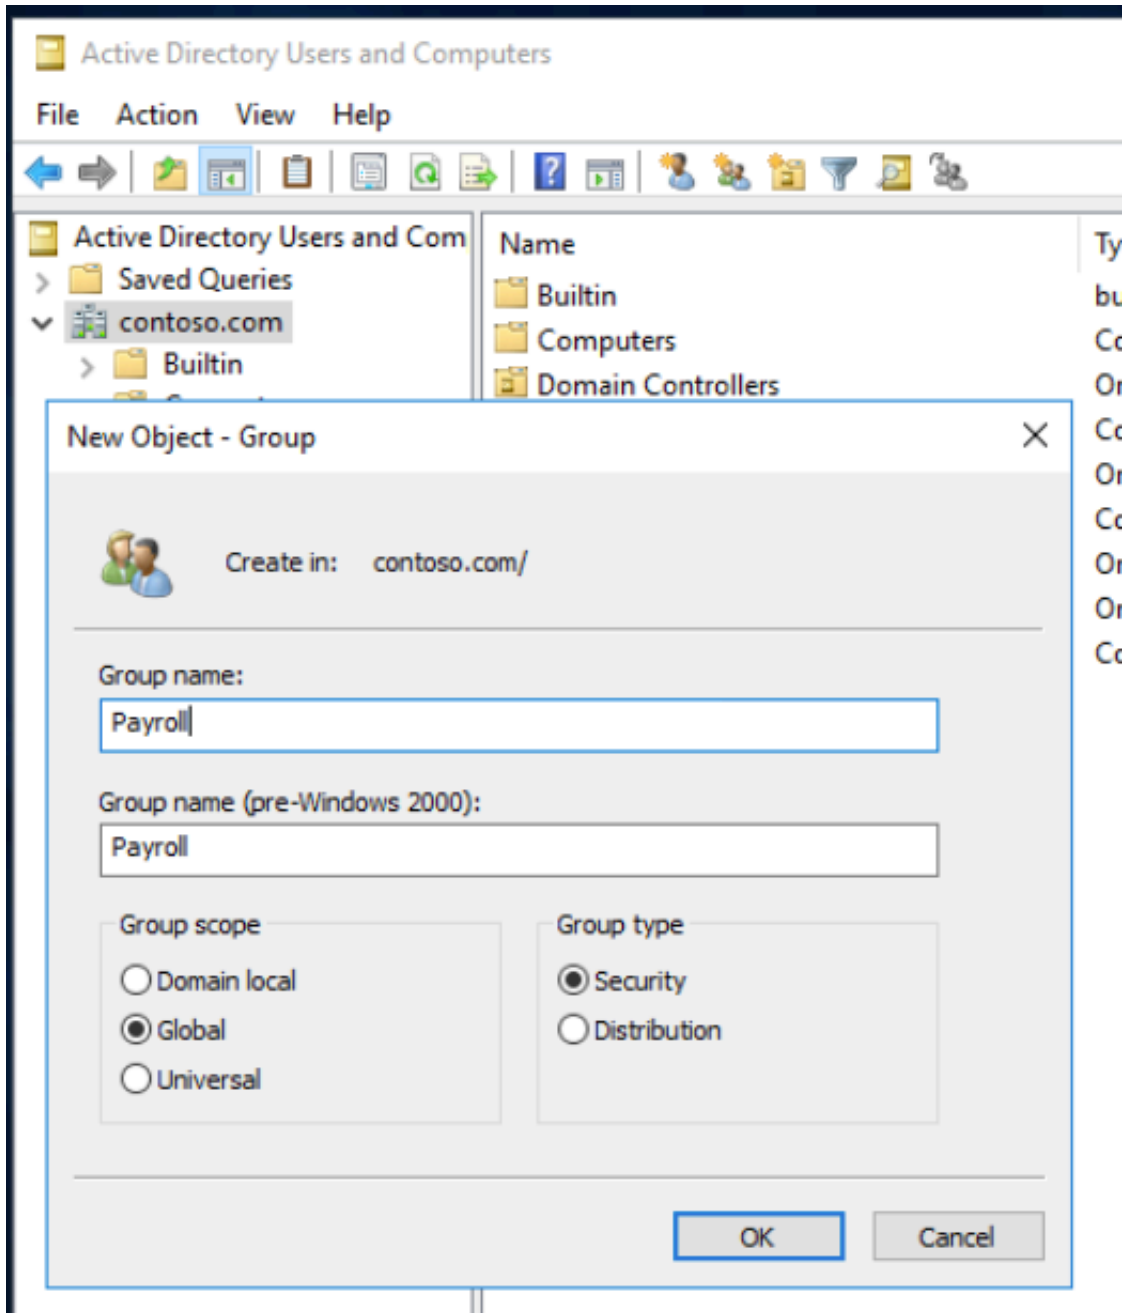 Active Directory Users and Computers
File Action View Help
Active Directory Users and Com
Saved Queries
contoso.com
Builtin
Name
Builtin
Computers
Domain Controllers
New Object - Group
Create in: contoso.com/
Group name:
Payroll
Group name (pre-Windows 2000):
Payroll
Group scope
Domain local
Global
Universal
Group type
Security
Distribution
OK Cancel